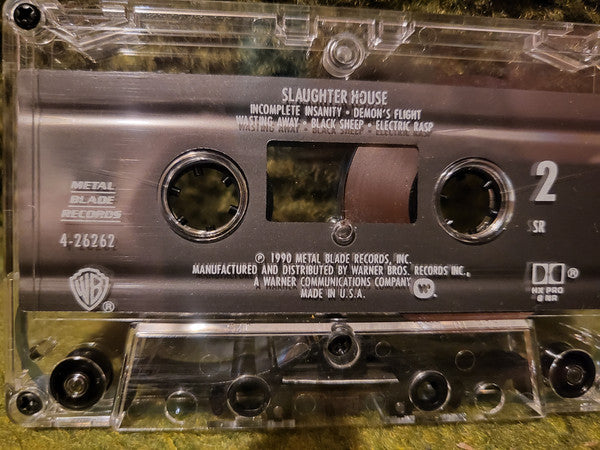 SLAUGHTER HOUSE
INCOMPLETE INSANITY • DEMON'S FLIGHT
WASTING AWAY • BLACK SHEEP • ELECTRIC RASP
METAL
BLADE
RECORDS
4-26262
2
SR
℗ 1990 METAL BLADE RECORDS, INC.
MANUFACTURED AND DISTRIBUTED BY WARNER BROS. RECORDS INC.,
A WARNER COMMUNICATIONS COMPANY
MADE IN U.S.A.
WB ®
®
HX PRO
B NR